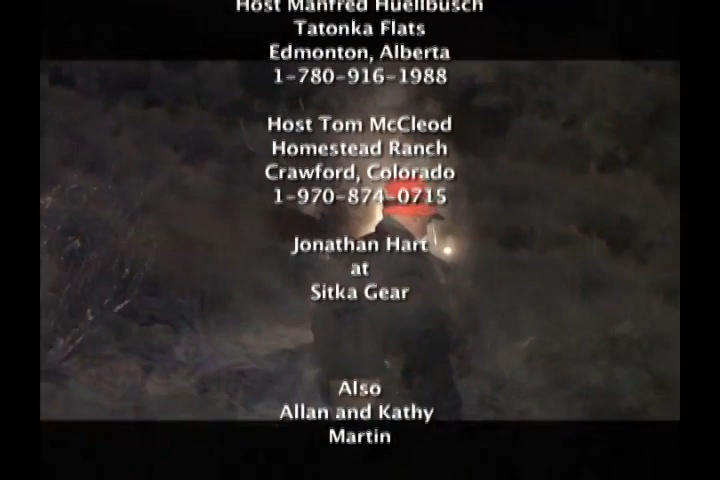 Host Manfred Huellbusch
Tatonka Flats
Edmonton, Alberta
1-780-916-1988
Host Tom McCleod
Homestead Ranch
Crawford, Colorado
1-970-874-0715
Jonathan Hart
at
Sitka Gear
Also
Allan and Kathy
Martin